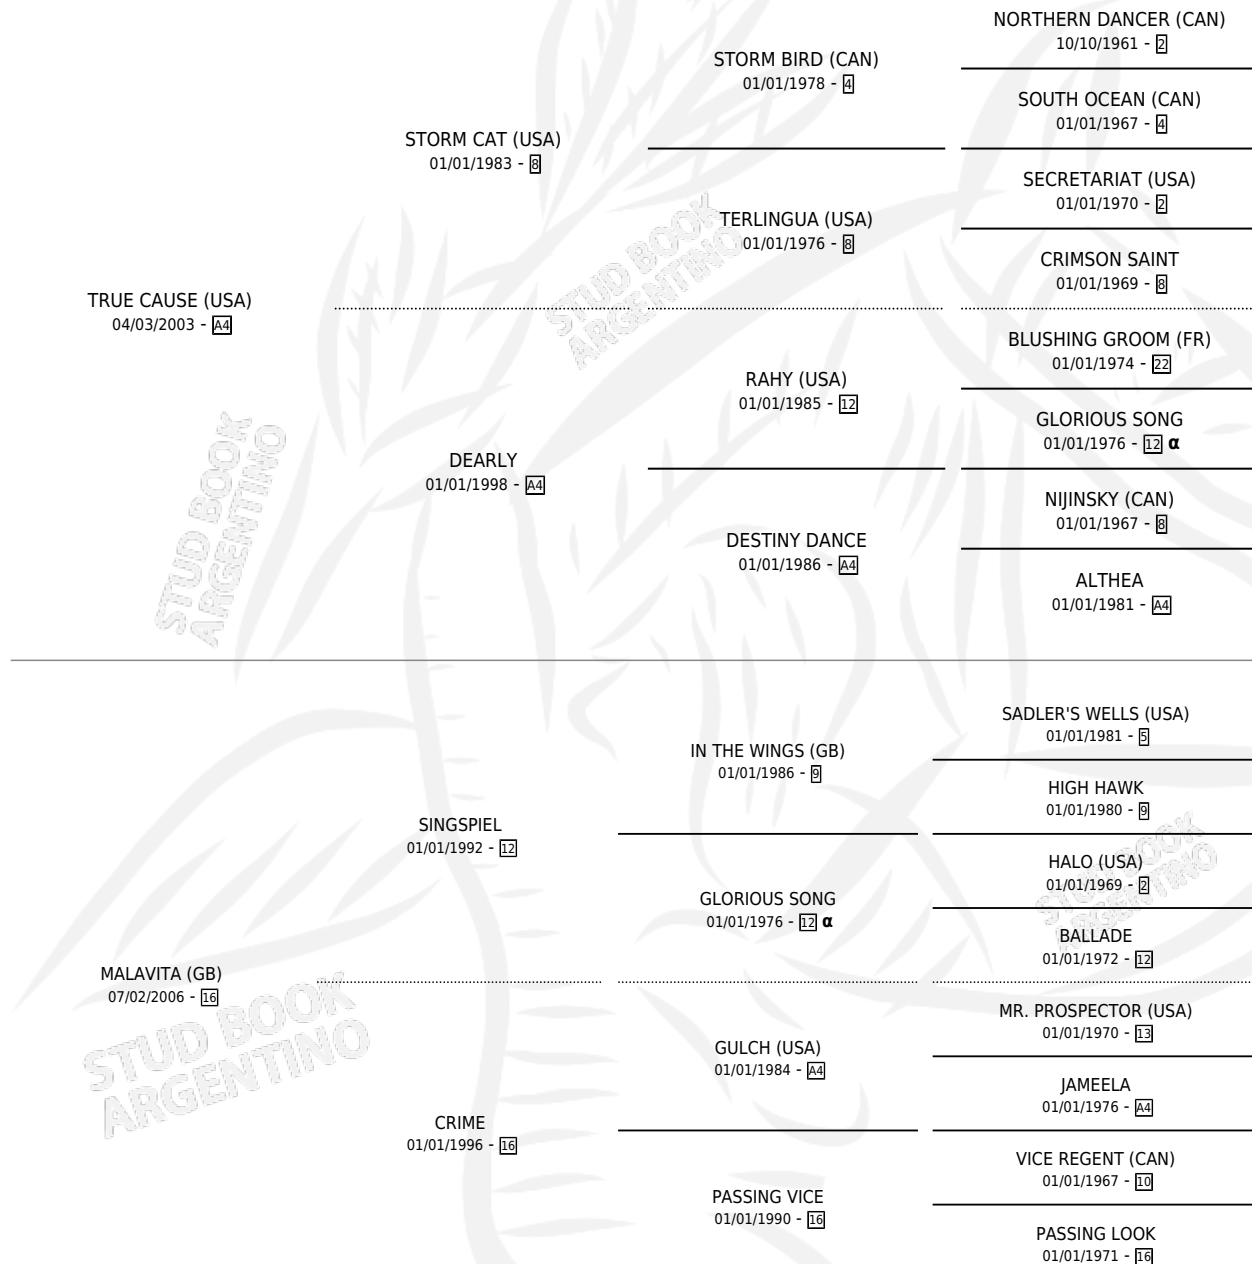 NORTHERN DANCER (CAN)
10/10/1961 - 2
STORM BIRD (CAN)
01/01/1978 - 4
SOUTH OCEAN (CAN)
01/01/1967 - 4
STORM CAT (USA)
01/01/1983 - 8
SECRETARIAT (USA)
01/01/1970 - 2
TERLINGUA (USA)
01/01/1976 - 8
CRIMSON SAINT
01/01/1969 - 8
TRUE CAUSE (USA)
04/03/2003 - A4
BLUSHING GROOM (FR)
01/01/1974 - 22
RAHY (USA)
01/01/1985 - 12
GLORIOUS SONG
01/01/1976 - 12 α
DEARLY
01/01/1998 - A4
NIJINSKY (CAN)
01/01/1967 - 8
DESTINY DANCE
01/01/1986 - A4
ALTHEA
01/01/1981 - A4
SADLER'S WELLS (USA)
01/01/1981 - 5
IN THE WINGS (GB)
01/01/1986 - 9
HIGH HAWK
01/01/1980 - 9
SINGSPIEL
01/01/1992 - 12
HALO (USA)
01/01/1969 - 2
GLORIOUS SONG
01/01/1976 - 12 α
BALLADE
01/01/1972 - 12
MALAVITA (GB)
07/02/2006 - 16
MR. PROSPECTOR (USA)
01/01/1970 - 13
GULCH (USA)
01/01/1984 - A4
JAMEELA
01/01/1976 - A4
CRIME
01/01/1996 - 16
VICE REGENT (CAN)
01/01/1967 - 10
PASSING VICE
01/01/1990 - 16
PASSING LOOK
01/01/1971 - 16
STUD BOOK
ARGENTINO
STUD BOOK
ARGENTINO
STUD BOOK
ARGENTINO
STUD BOOK
ARGENTINO